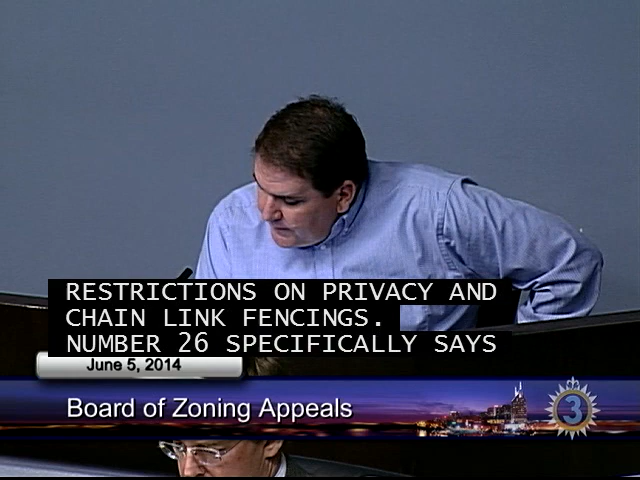 RESTRICTIONS ON PRIVACY AND
CHAIN LINK FENCINGS.
NUMBER 26 SPECIFICALLY SAYS
June 5, 2014
Board of Zoning Appeals
3